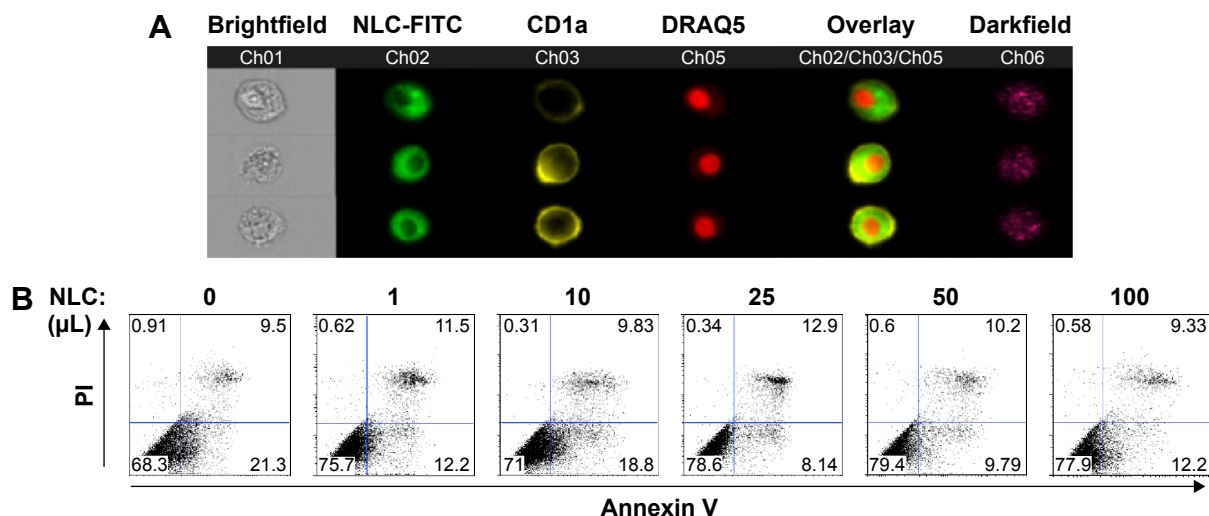 A Brightfield NLC-FITC CD1a DRAQ5 Overlay Darkfield
Ch01 Ch02 Ch03 Ch05 Ch02/Ch03/Ch05 Ch06
B NLC: 0 1 10 25 50 100
(µL)
0.91 9.5 0.62 11.5 0.31 9.83 0.34 12.9 0.6 10.2 0.58 9.33
PI
68.3 21.3 75.7 12.2 71 18.8 78.6 8.14 79.4 9.79 77.9 12.2
Annexin V